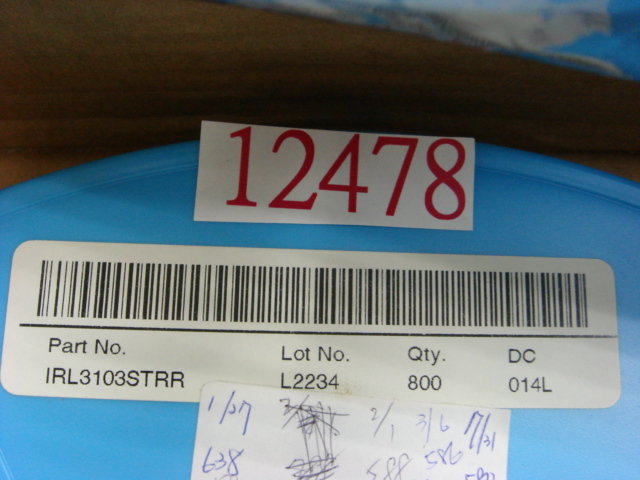 12478
Part No. Lot No. Qty. DC
IRL3103STRR L2234 800 014L
1/27 2/1 3/6 7/31
638 588 586